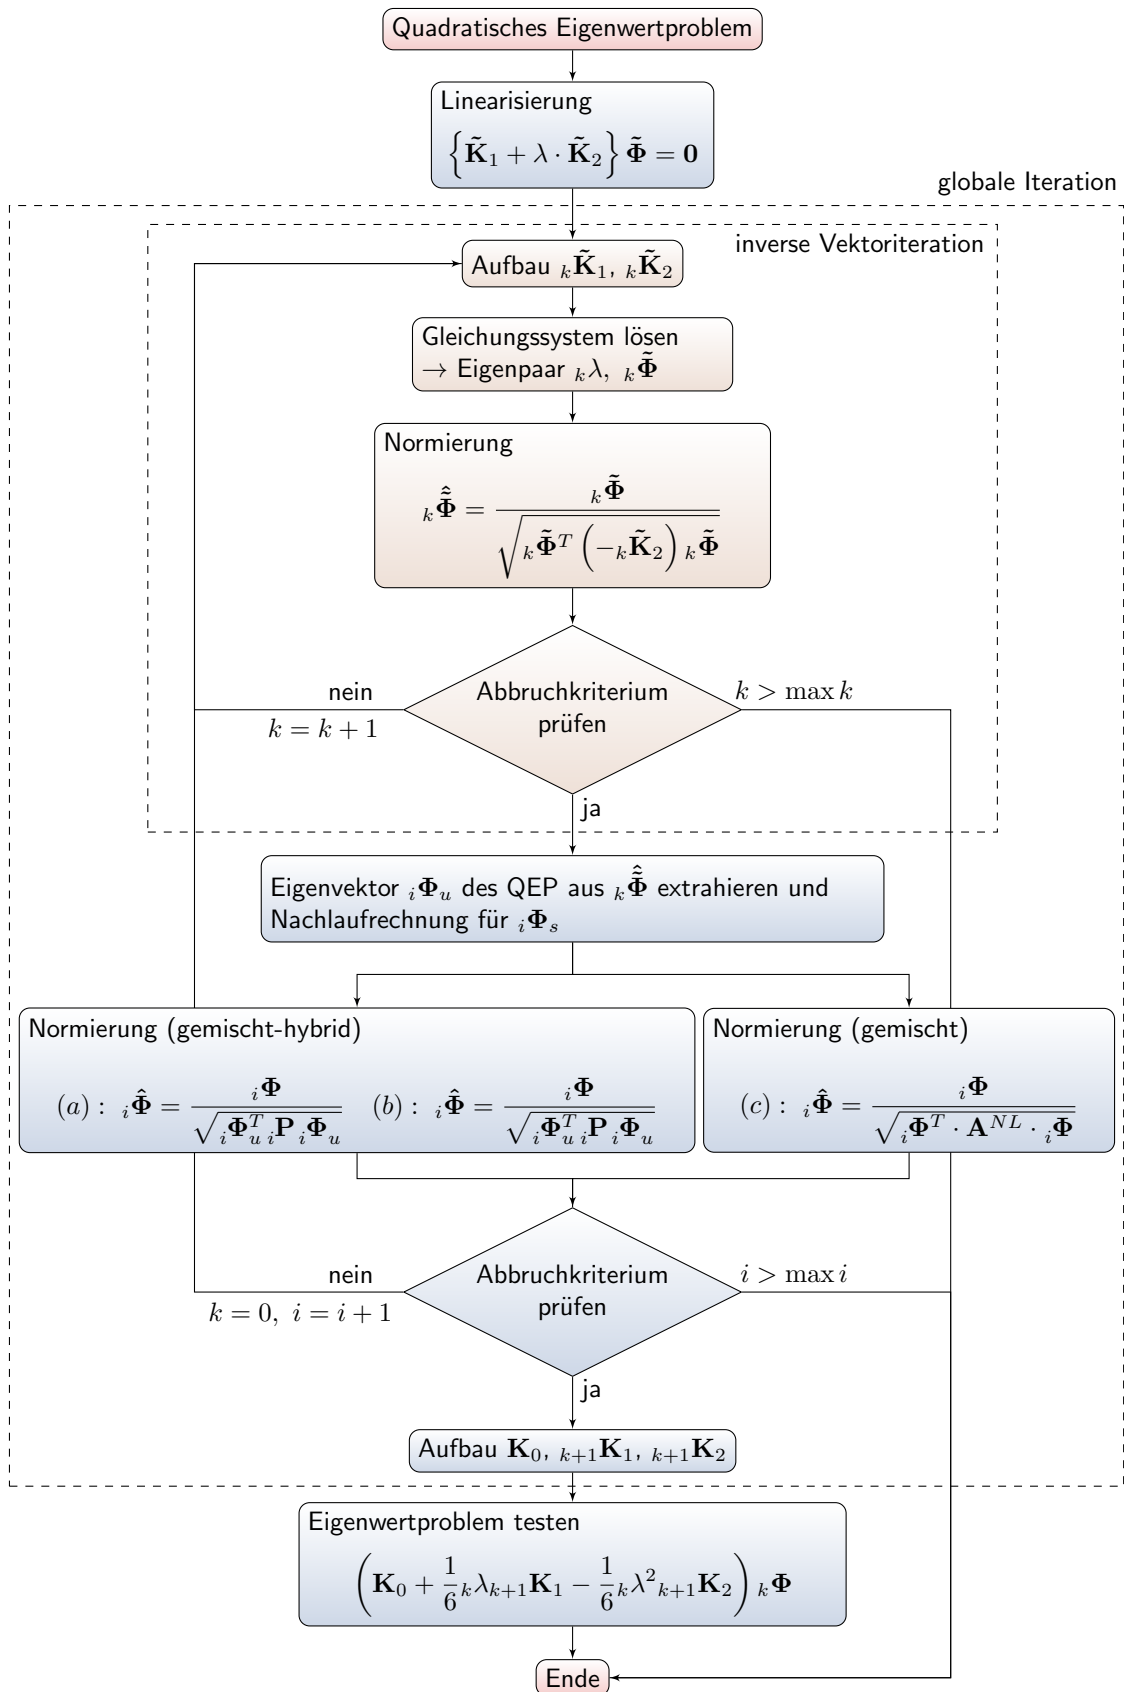 Quadratisches Eigenwertproblem
Linearisierung
{K̃₁ + λ · K̃₂} Φ̃ = 0
globale Iteration
inverse Vektoriteration
Aufbau ₖK̃₁, ₖK̃₂
Gleichungssystem lösen
→ Eigenpaar ₖλ, ₖΦ̃
Normierung
ₖΦ̃̂ = ₖΦ̃ / √(ₖΦ̃ᵀ (−ₖK̃₂) ₖΦ̃)
nein
k = k + 1
Abbruchkriterium
prüfen
k > max k
ja
Eigenvektor ᵢΦᵤ des QEP aus ₖΦ̃̂ extrahieren und
Nachlaufrechnung für ᵢΦₛ
Normierung (gemischt-hybrid)
(a) : ᵢΦ̂ = ᵢΦ / √(ᵢΦᵤᵀ ᵢP ᵢΦᵤ) (b) : ᵢΦ̂ = ᵢΦ / √(ᵢΦᵤᵀ ᵢP ᵢΦᵤ)
Normierung (gemischt)
(c) : ᵢΦ̂ = ᵢΦ / √(ᵢΦᵀ · Aᴺᴸ · ᵢΦ)
nein
k = 0, i = i + 1
Abbruchkriterium
prüfen
i > max i
ja
Aufbau K₀, ₖ₊₁K₁, ₖ₊₁K₂
Eigenwertproblem testen
(K₀ + 1/6 ₖλₖ₊₁K₁ − 1/6 ₖλ²ₖ₊₁K₂) ₖΦ
Ende